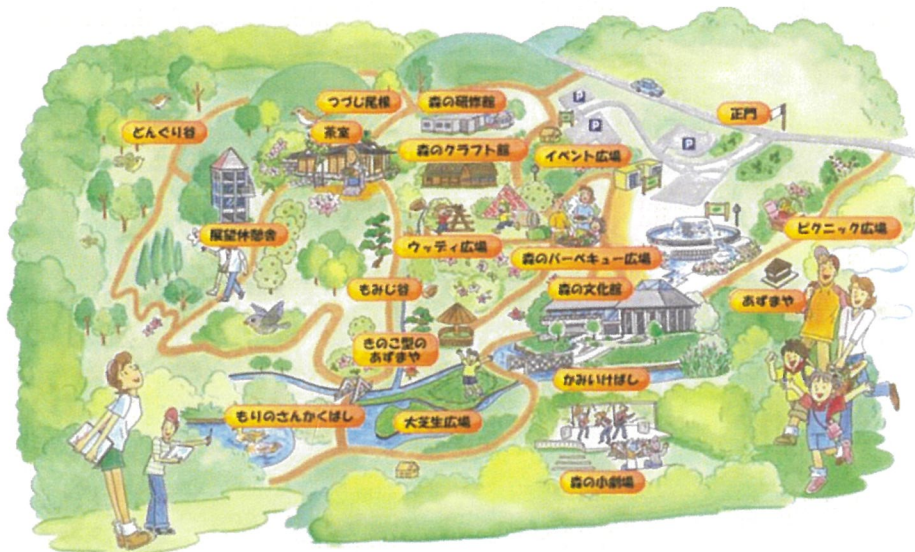 つつじ尾根
森の研修館
正門
どんぐり谷
茶室
森のクラフト館
イベント広場
P
P
P
展望休憩舎
ウッディ広場
森のバーベキュー広場
ピクニック広場
もみじ谷
森の文化館
あずまや
きのこ型の
あずまや
かみいけばし
もりのさんかくばし
大芝生広場
森の小劇場